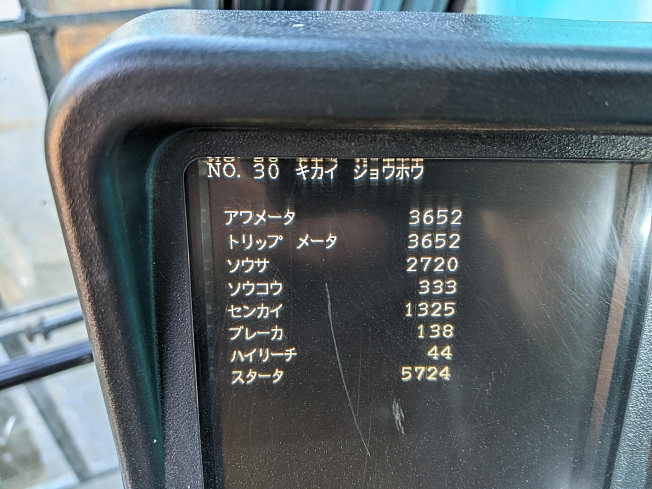 NO. 30 キカイ ジョウホウ
アワメータ 3652
トリップ メータ 3652
ソウサ 2720
ソウコウ 333
センカイ 1325
ブレーカ 138
ハイリーチ 44
スタータ 5724